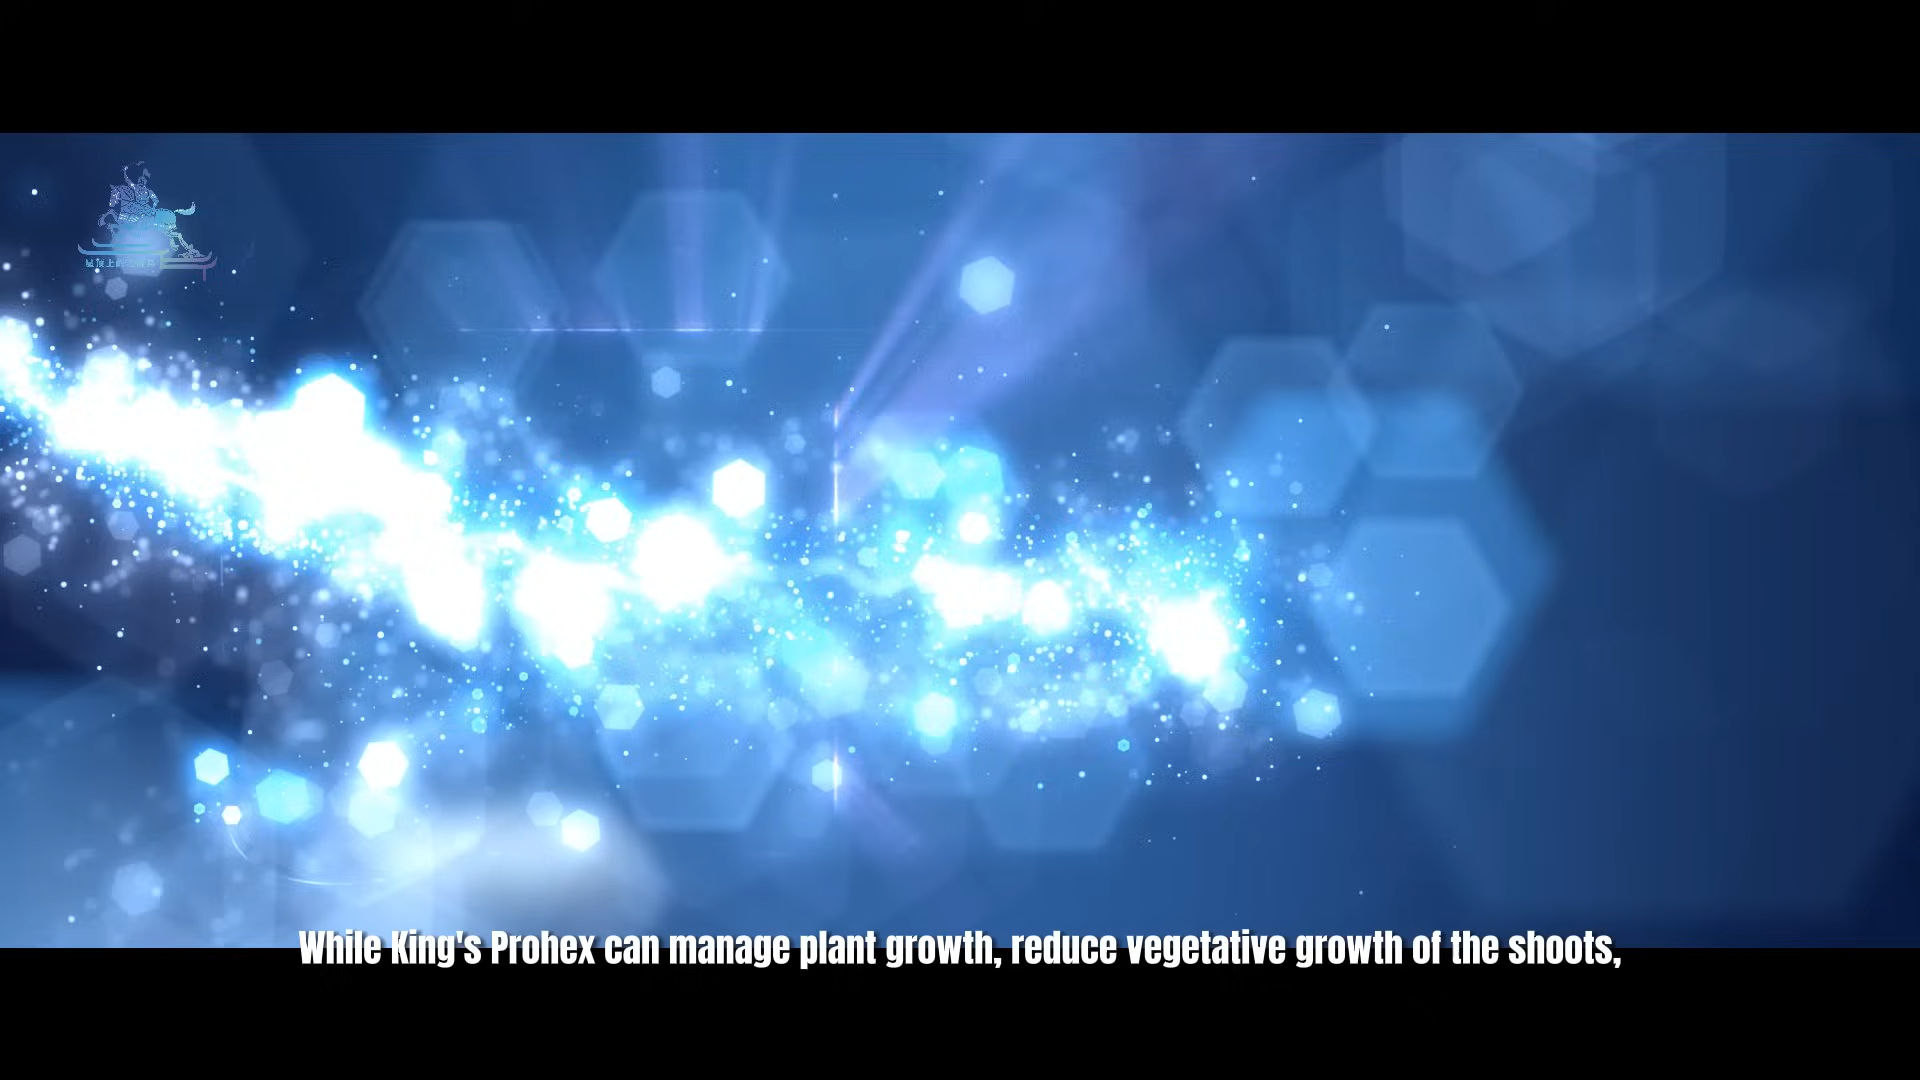 While King's Prohex can manage plant growth, reduce vegetative growth of the shoots,